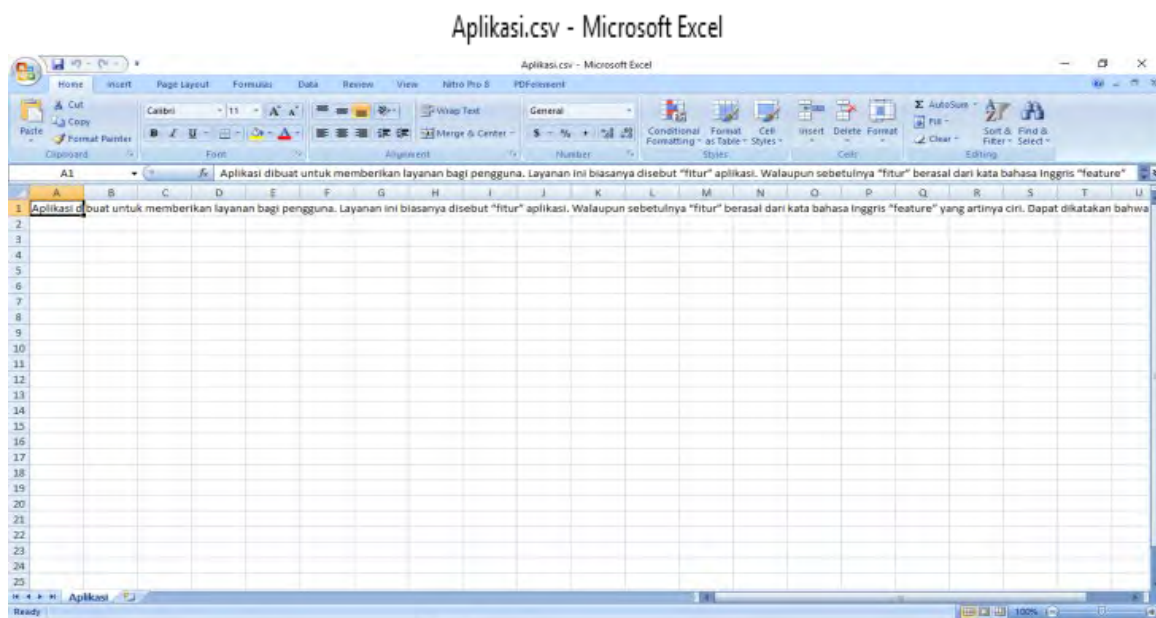 Aplikasi.csv - Microsoft Excel
Aplikasi.csv - Microsoft Excel
Home Insert Page Layout Formulas Data Review View Nitro Pro 8 PDFelement
Cut
Copy
Paste
Format Painter
Calibri 11
Wrap Text
Merge & Center
General
Conditional Formatting
Format as Table
Cell Styles
Insert Delete Format
AutoSum
Fill
Clear
Sort & Filter
Find & Select
Clipboard Font Alignment Number Styles Cells Editing
A1 fx Aplikasi dibuat untuk memberikan layanan bagi pengguna. Layanan ini biasanya disebut “fitur” aplikasi. Walaupun sebetulnya “fitur” berasal dari kata bahasa Inggris “feature”
A B C D E F G H I J K L M N O P Q R S T U
1 Aplikasi dibuat untuk memberikan layanan bagi pengguna. Layanan ini biasanya disebut “fitur” aplikasi. Walaupun sebetulnya “fitur” berasal dari kata bahasa Inggris “feature” yang artinya ciri. Dapat dikatakan bahwa
2
3
4
5
6
7
8
9
10
11
12
13
14
15
16
17
18
19
20
21
22
23
24
25
Aplikasi
Ready 100%